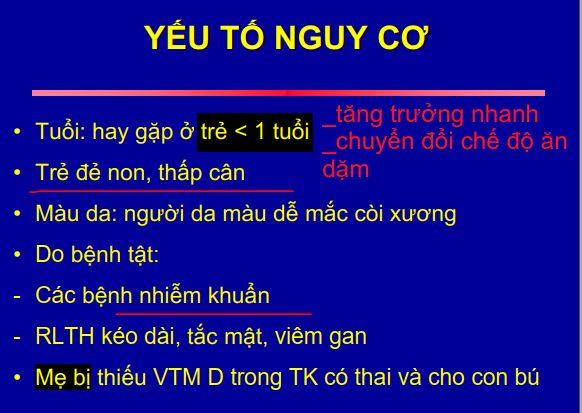 YẾU TỐ NGUY CƠ
• Tuổi: hay gặp ở trẻ < 1 tuổi
_tăng trưởng nhanh
_chuyển đổi chế độ ăn
dặm
• Trẻ đẻ non, thấp cân
• Màu da: người da màu dễ mắc còi xương
• Do bệnh tật:
- Các bệnh nhiễm khuẩn
- RLTH kéo dài, tắc mật, viêm gan
• Mẹ bị thiếu VTM D trong TK có thai và cho con bú